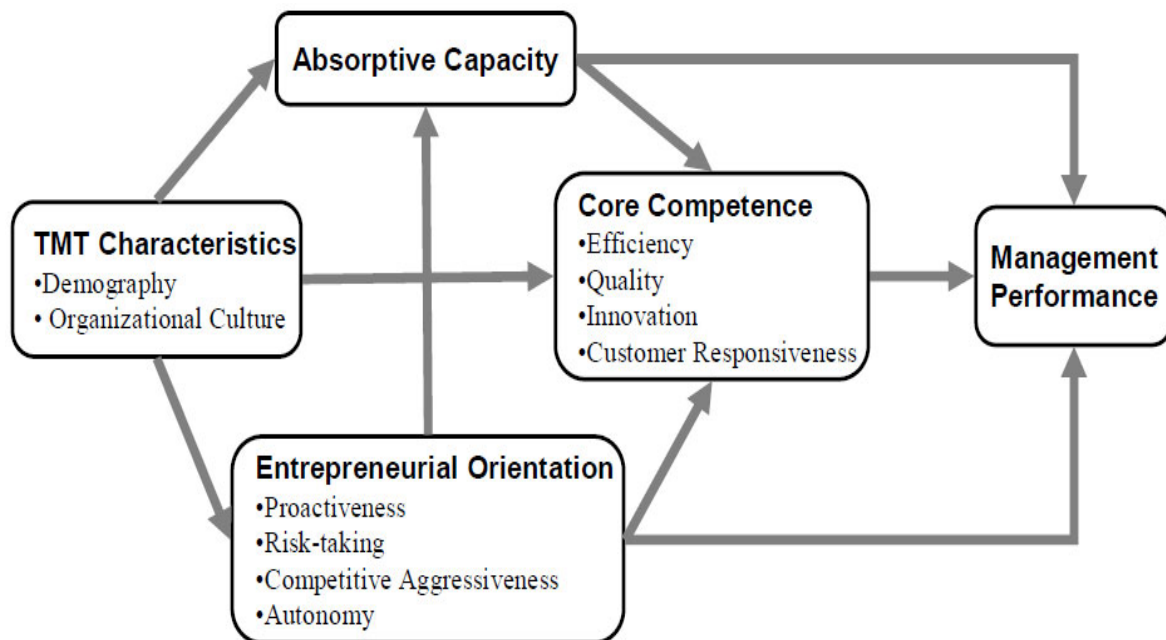 Absorptive Capacity
TMT Characteristics
•Demography
• Organizational Culture
Core Competence
•Efficiency
•Quality
•Innovation
•Customer Responsiveness
Management
Performance
Entrepreneurial Orientation
•Proactiveness
•Risk-taking
•Competitive Aggressiveness
•Autonomy